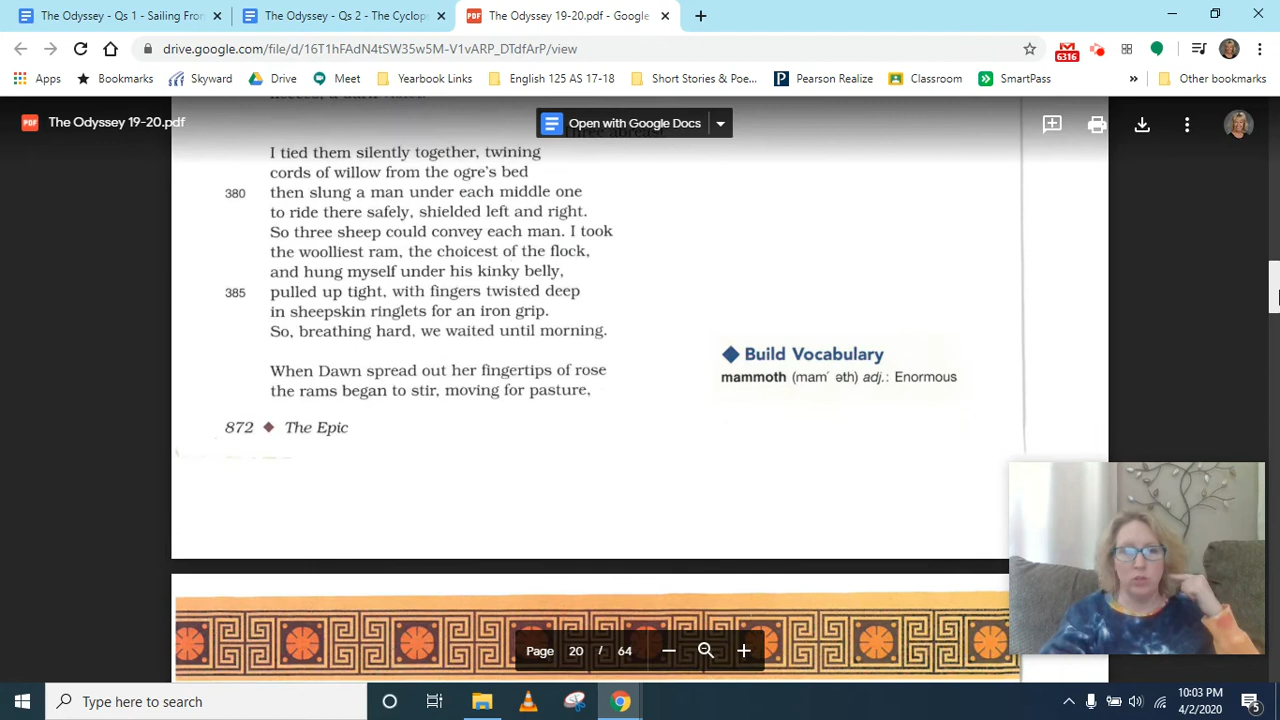 Docs - Qs 1 - Sailing Fro
Docs - Qs 2 - The Cyclop
The Odyssey 19-20.pdf - Google
drive.google.com/file/d/16T1hFAdN4tSW35w5M-V1vARP_DTdfArP/view
6316
Apps
Bookmarks
Skyward
Drive
Meet
Yearbook Links
English 125 AS 17-18
Short Stories & Poe...
Pearson Realize
Classroom
SmartPass
»
Other bookmarks
The Odyssey 19-20.pdf
Open with Google Docs
Three abreast
I tied them silently together, twining
cords of willow from the ogre's bed
380 then slung a man under each middle one
to ride there safely, shielded left and right.
So three sheep could convey each man. I took
the woolliest ram, the choicest of the flock,
and hung myself under his kinky belly,
385 pulled up tight, with fingers twisted deep
in sheepskin ringlets for an iron grip.
So, breathing hard, we waited until morning.
When Dawn spread out her fingertips of rose
the rams began to stir, moving for pasture,
872 ◆ The Epic
◆ Build Vocabulary
mammoth (mam´ əth) adj.: Enormous
Page 20 / 64
Type here to search
10:03 PM
4/2/2020
5